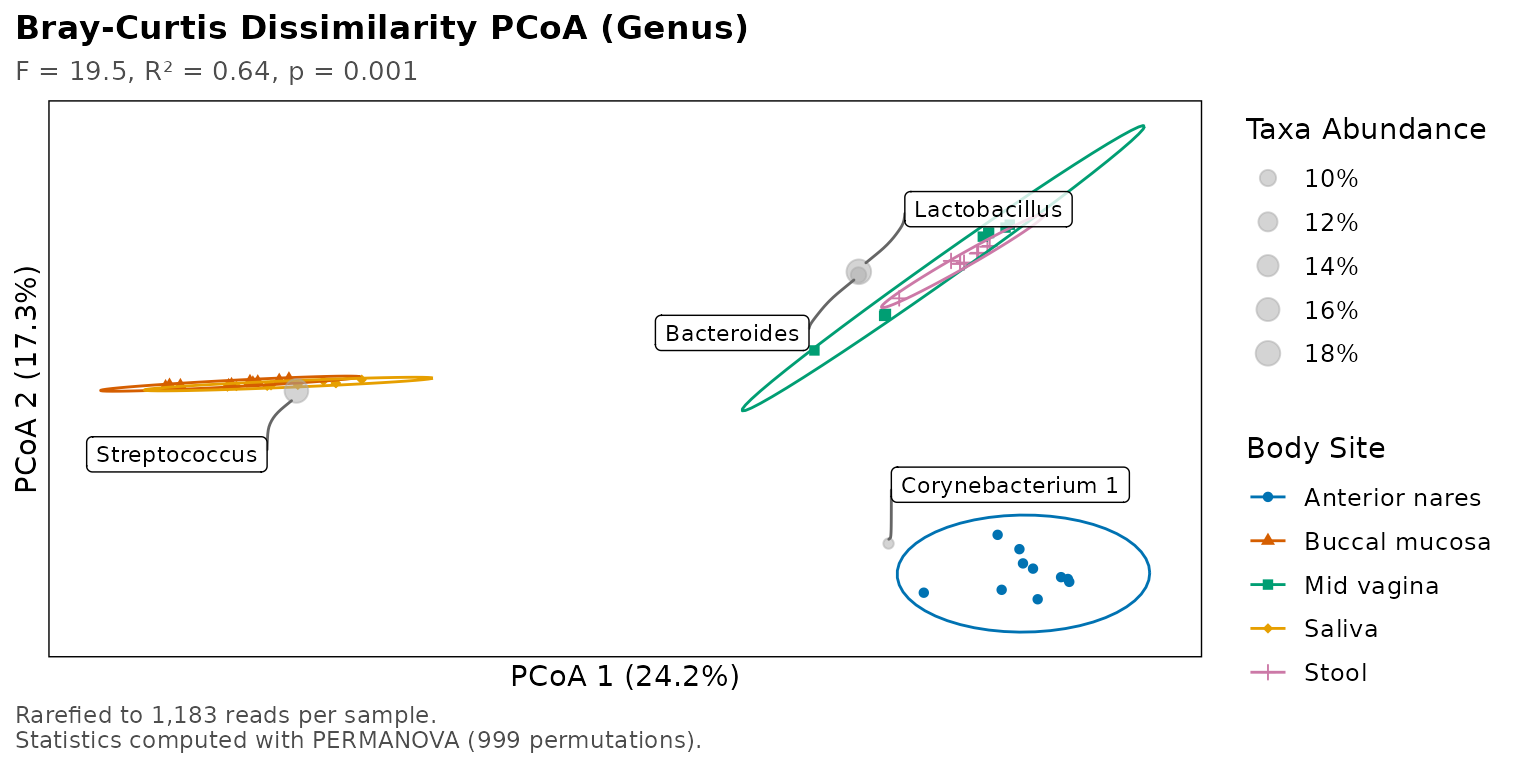 Bray-Curtis Dissimilarity PCoA (Genus)
F = 19.5, R² = 0.64, p = 0.001
Taxa Abundance
10%
12%
14%
16%
18%
Lactobacillus
Bacteroides
Streptococcus
Corynebacterium 1
PCoA 2 (17.3%)
PCoA 1 (24.2%)
Body Site
Anterior nares
Buccal mucosa
Mid vagina
Saliva
Stool
Rarefied to 1,183 reads per sample.
Statistics computed with PERMANOVA (999 permutations).